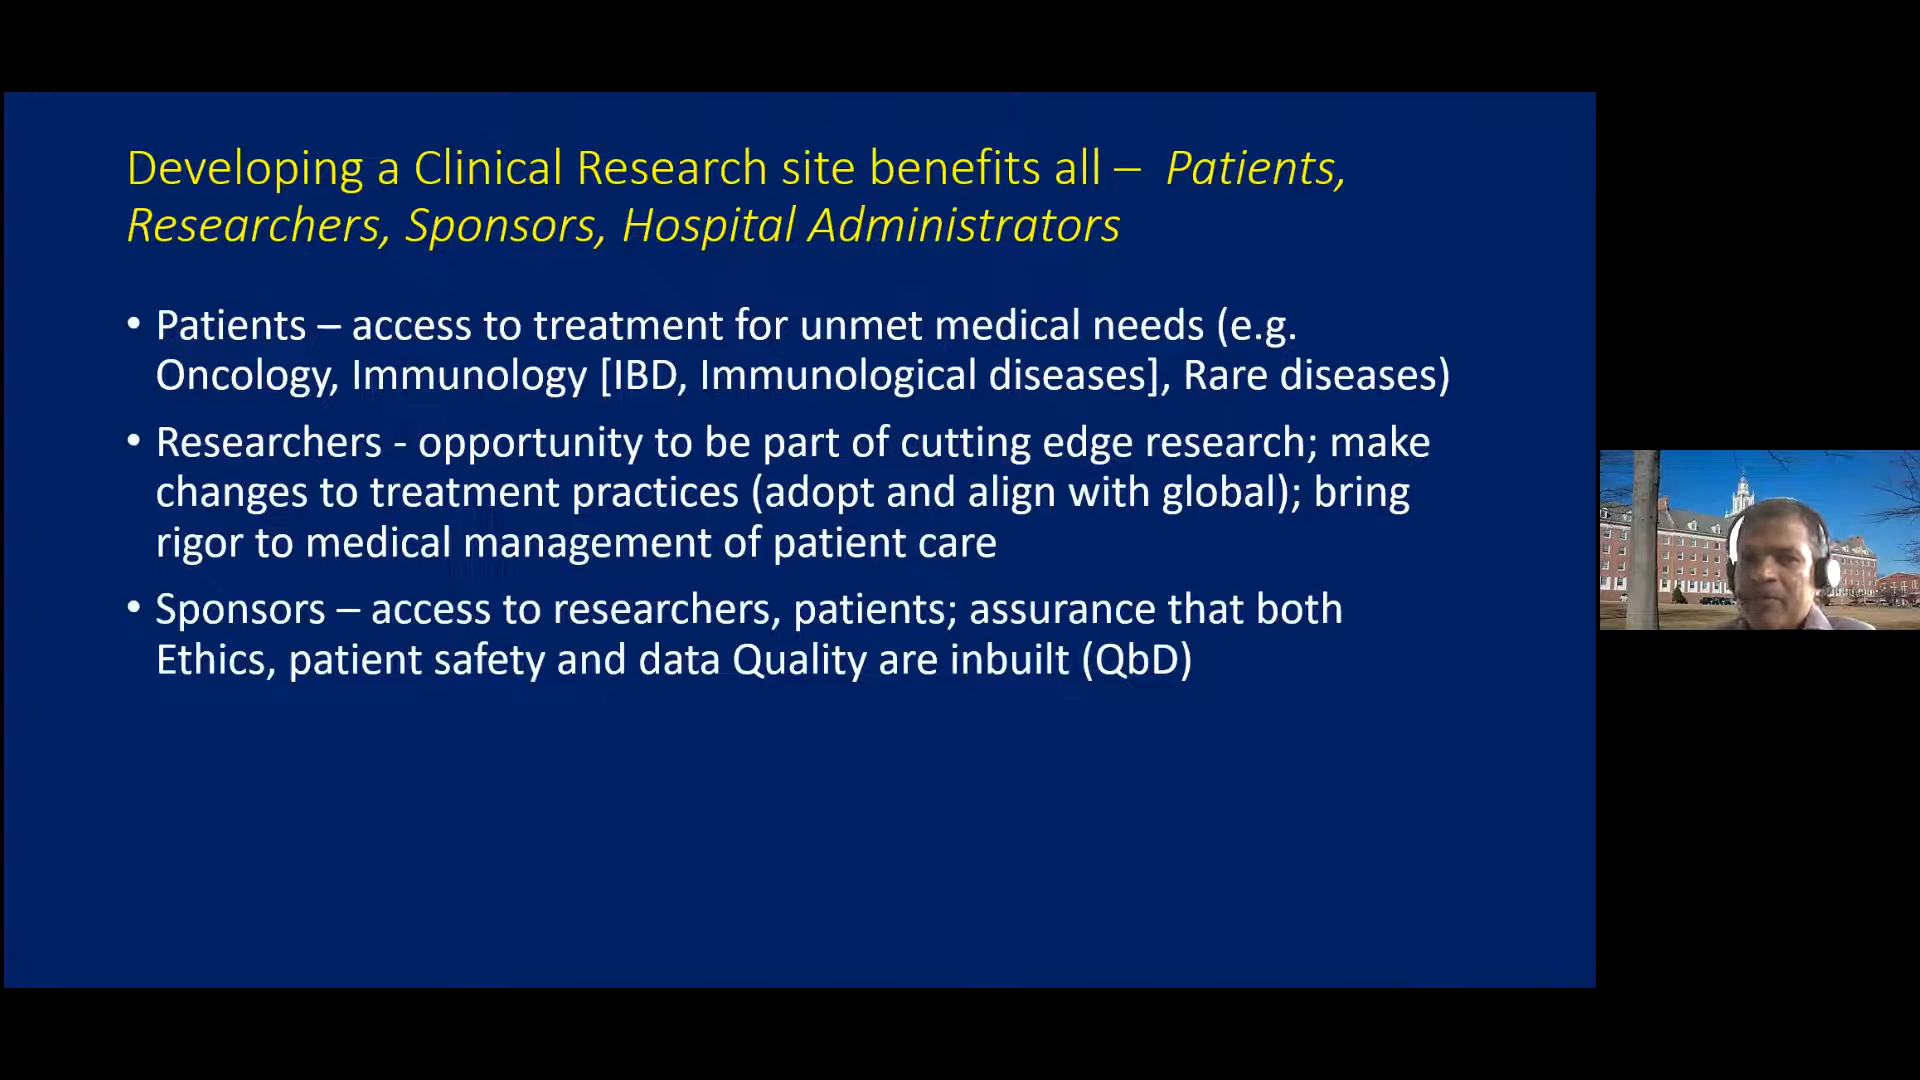 Developing a Clinical Research site benefits all – Patients,
Researchers, Sponsors, Hospital Administrators
• Patients – access to treatment for unmet medical needs (e.g.
Oncology, Immunology [IBD, Immunological diseases], Rare diseases)
• Researchers - opportunity to be part of cutting edge research; make
changes to treatment practices (adopt and align with global); bring
rigor to medical management of patient care
• Sponsors – access to researchers, patients; assurance that both
Ethics, patient safety and data Quality are inbuilt (QbD)